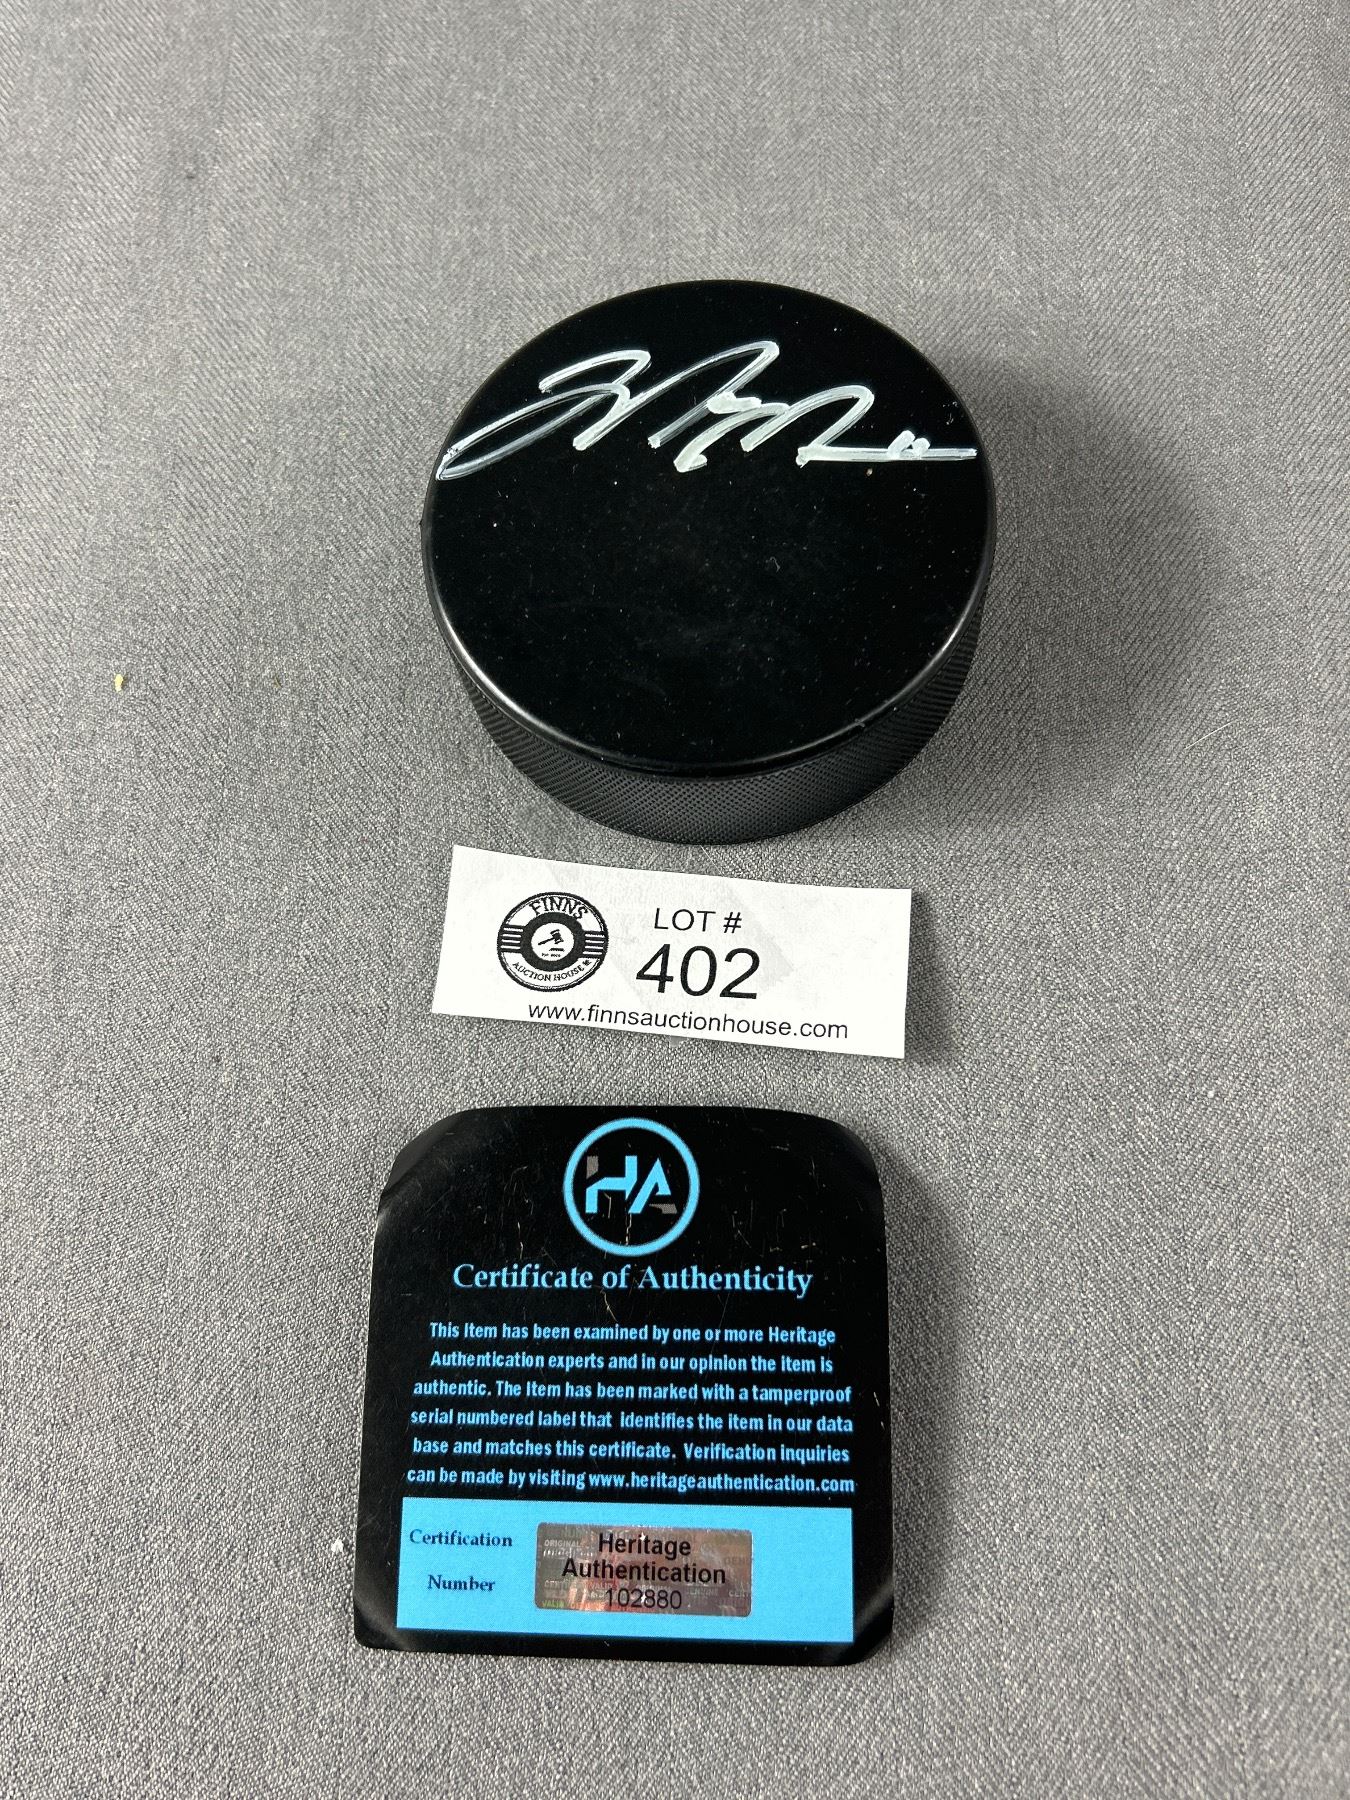 FINNS
AUCTION HOUSE
LOT #
402
www.finnsauctionhouse.com
HA
Certificate of Authenticity
This Item has been examined by one or more Heritage
Authentication experts and in our opinion the item is
authentic. The Item has been marked with a tamperproof
serial numbered label that identifies the item in our data
base and matches this certificate. Verification inquiries
can be made by visiting www.heritageauthentication.com
Certification
Number
Heritage
Authentication
102880